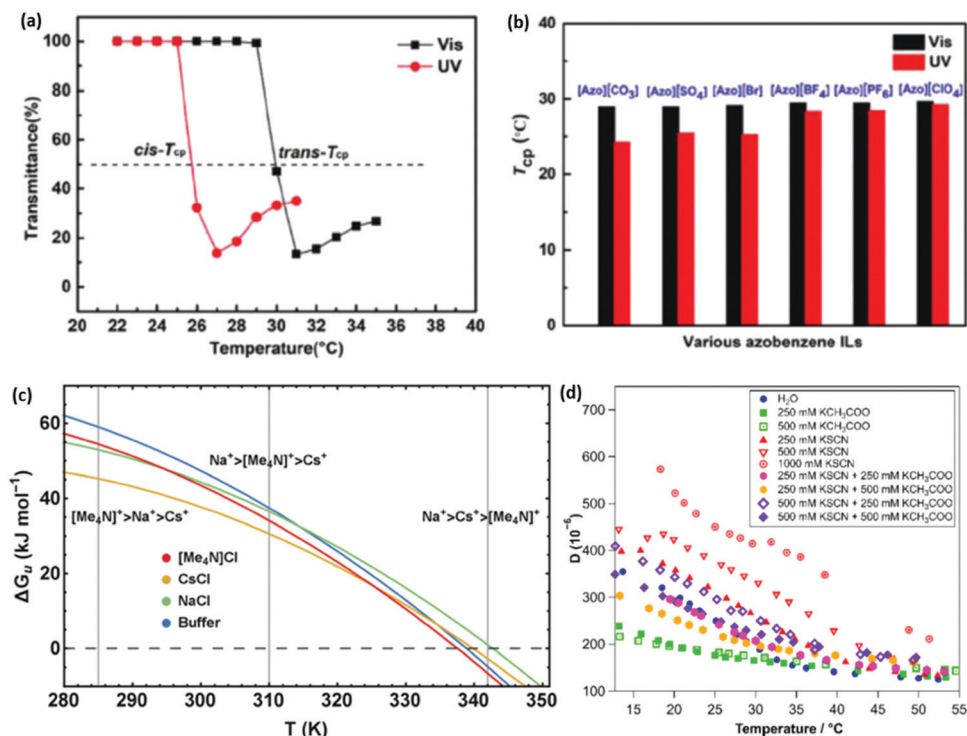 (a)
Vis
UV
cis-Tcp
trans-Tcp
Transmittance(%)
100
80
60
40
20
0
20 22 24 26 28 30 32 34 36 38 40
Temperature(°C)
(b)
Vis
UV
[Azo][CO3] [Azo][SO4] [Azo][Br] [Azo][BF4] [Azo][PF6] [Azo][ClO4]
Tcp (°C)
40
30
20
10
0
Various azobenzene ILs
(c)
Na+>[Me4N]+>Cs+
[Me4N]+>Na+>Cs+
Na+>Cs+>[Me4N]+
[Me4N]Cl
CsCl
NaCl
Buffer
ΔGu (kJ mol−1)
60
40
20
0
280 290 300 310 320 330 340 350
T (K)
(d)
H2O
250 mM KCH3COO
500 mM KCH3COO
250 mM KSCN
500 mM KSCN
1000 mM KSCN
250 mM KSCN + 250 mM KCH3COO
250 mM KSCN + 500 mM KCH3COO
500 mM KSCN + 250 mM KCH3COO
500 mM KSCN + 500 mM KCH3COO
D (10-6)
700
600
500
400
300
200
100
15 20 25 30 35 40 45 50 55
Temperature / °C